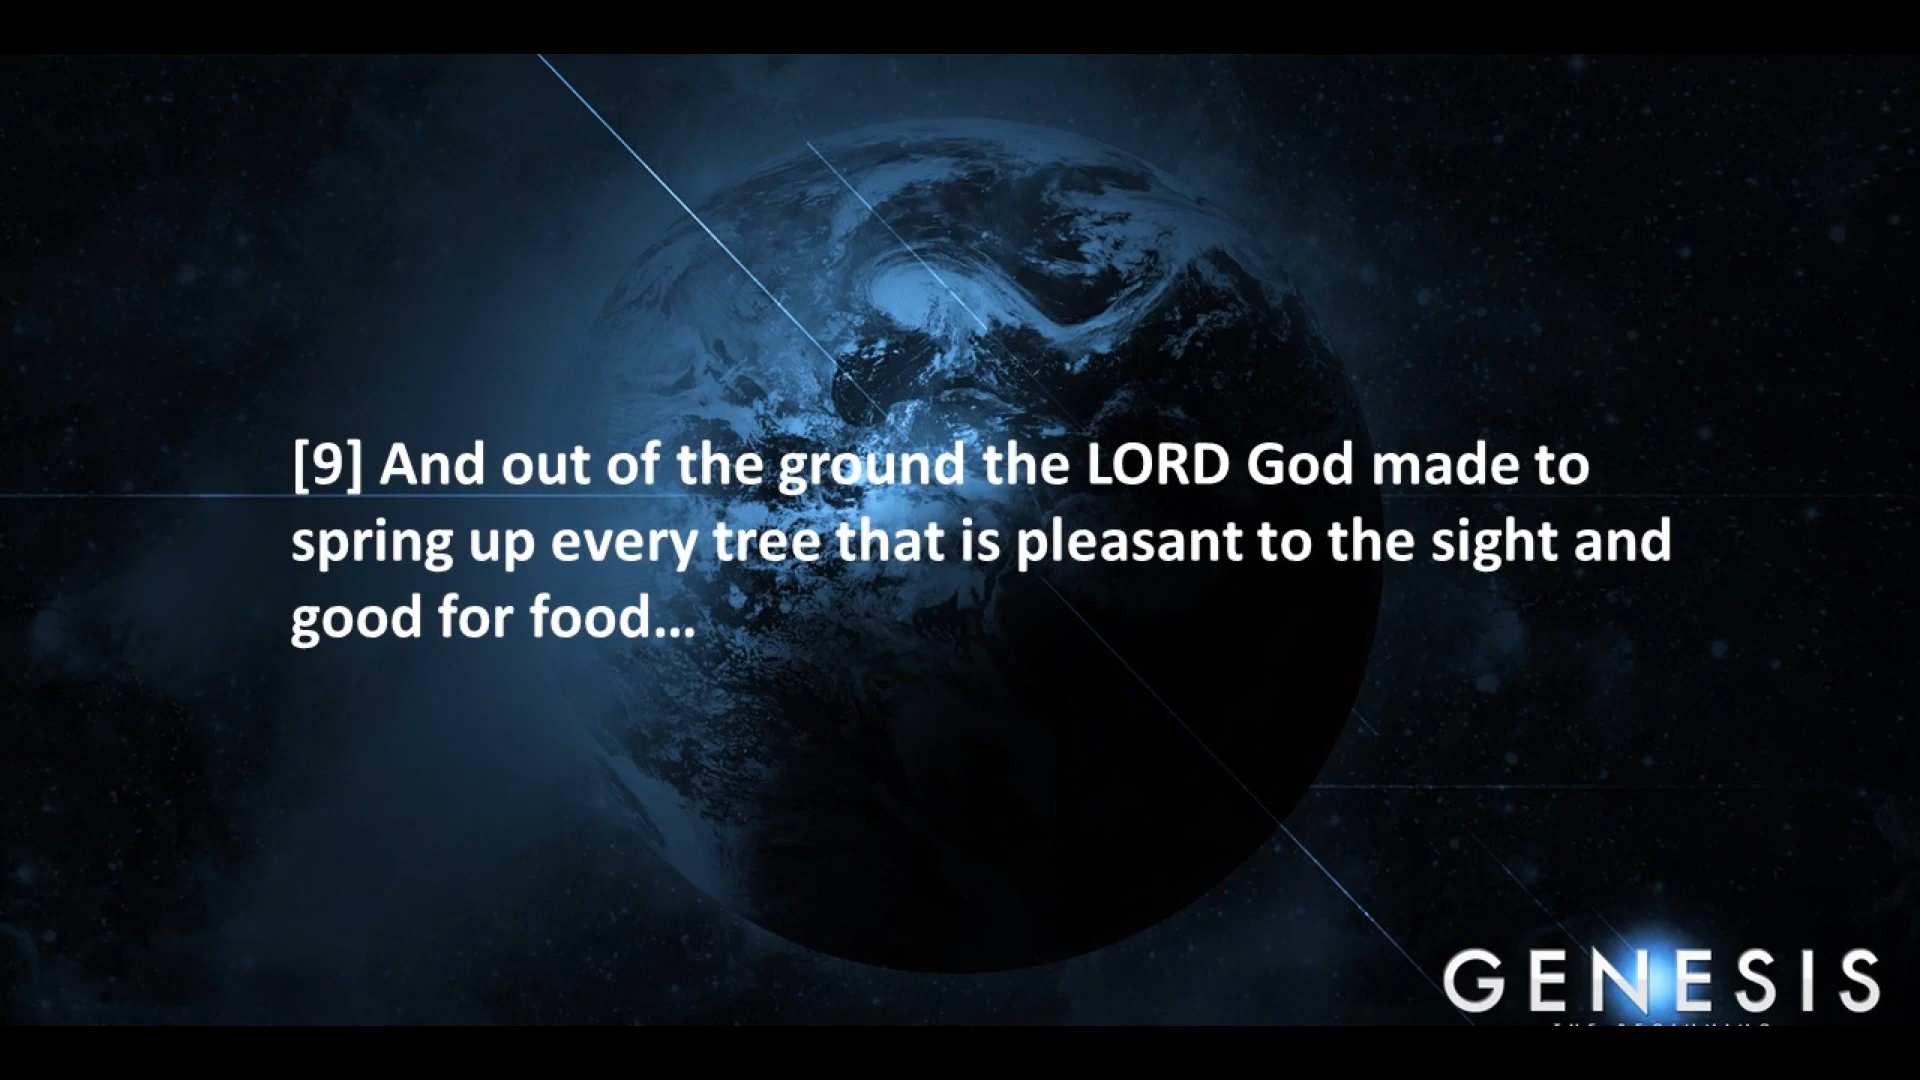 [9] And out of the ground the LORD God made to
spring up every tree that is pleasant to the sight and
good for food…
GENESIS